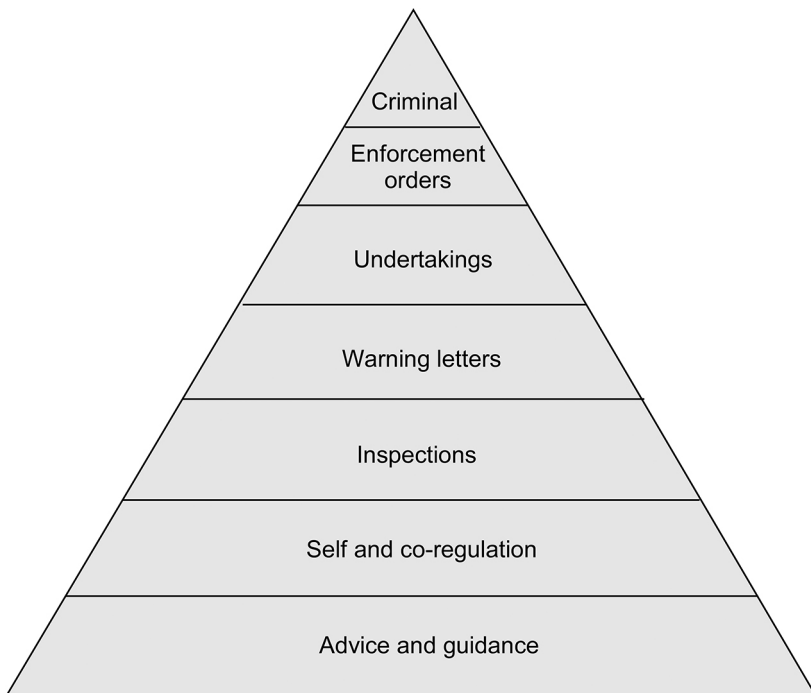 Criminal
Enforcement
orders
Undertakings
Warning letters
Inspections
Self and co-regulation
Advice and guidance